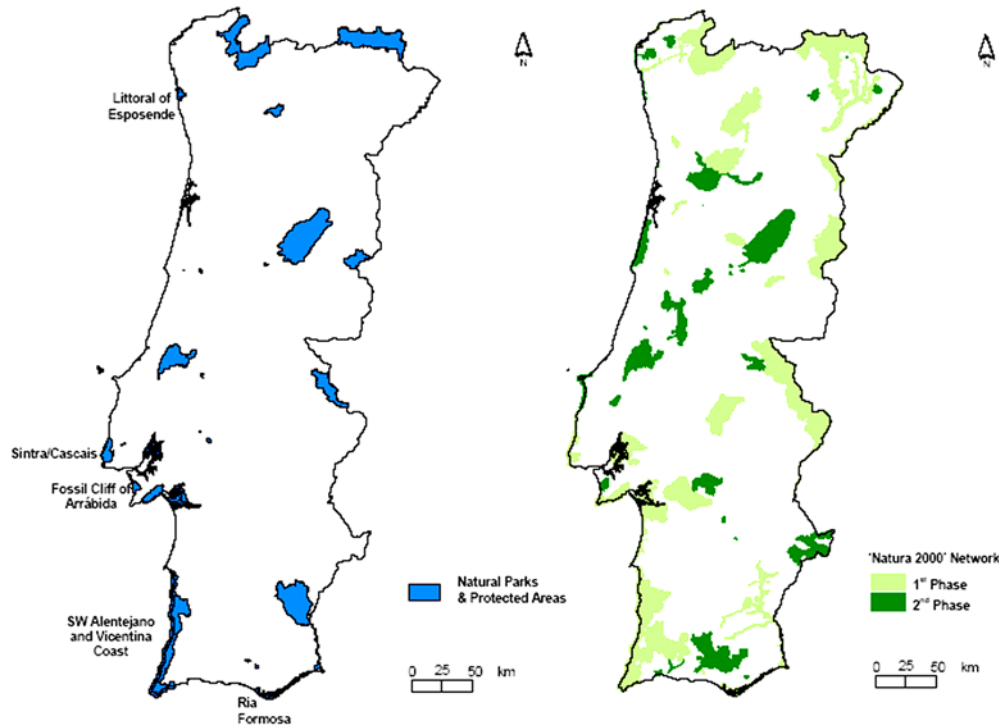 N
Littoral of
Esposende
Sintra/Cascais
Fossil Cliff of
Arrábida
SW Alentejano
and Vicentina
Coast
Ria
Formosa
Natural Parks
& Protected Areas
0 25 50 km
N
'Natura 2000' Network
1st Phase
2nd Phase
0 25 50 km